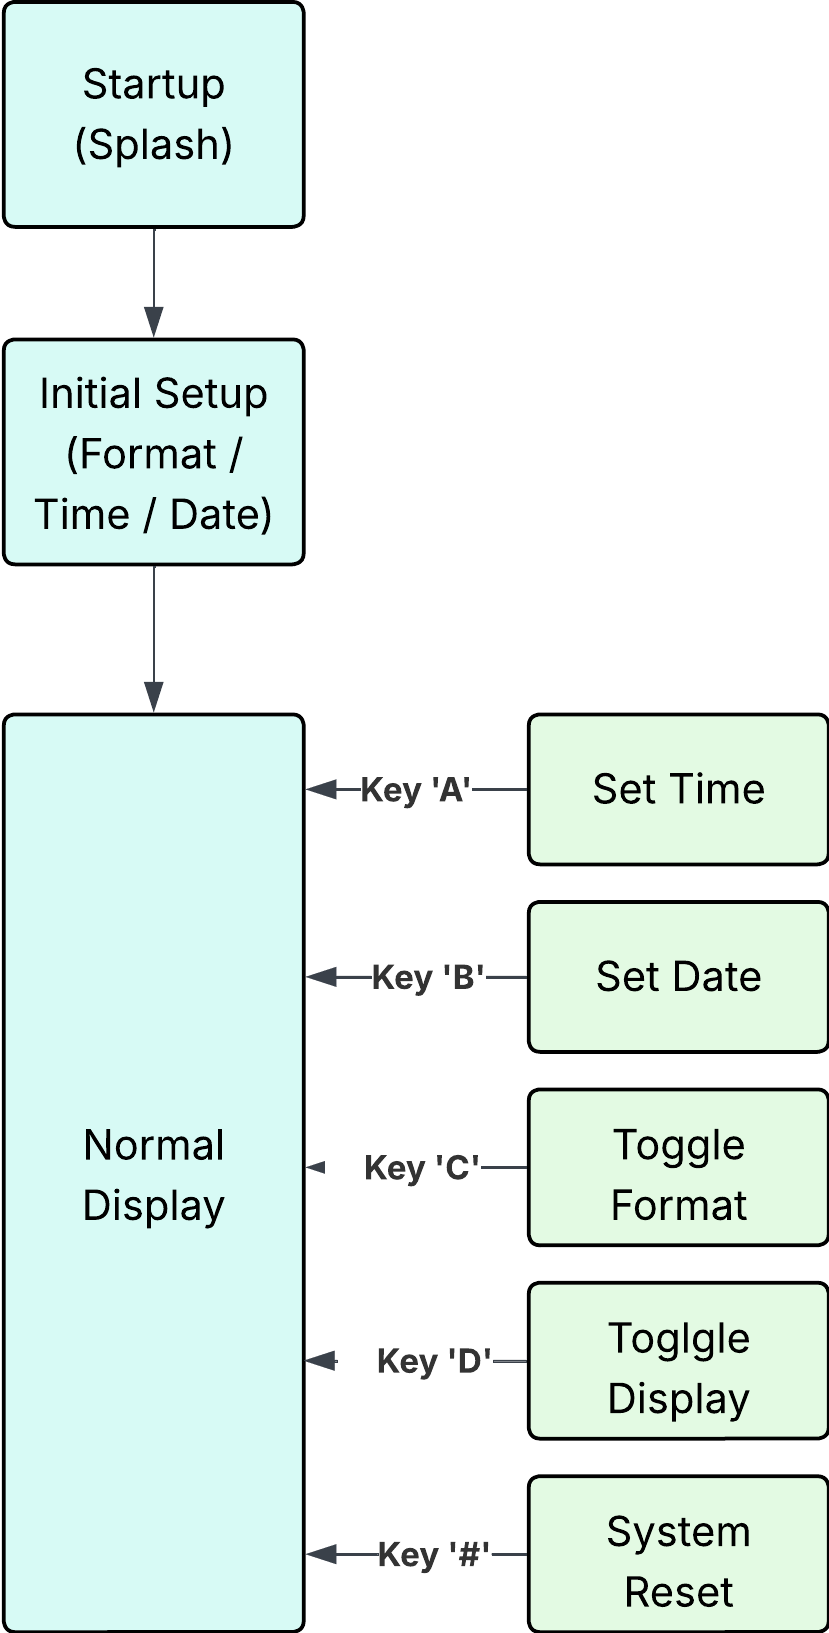 Startup
(Splash)
Initial Setup
(Format /
Time / Date)
Normal
Display
Key 'A'
Set Time
Key 'B'
Set Date
Key 'C'
Toggle
Format
Key 'D'
Toglgle
Display
Key '#'
System
Reset